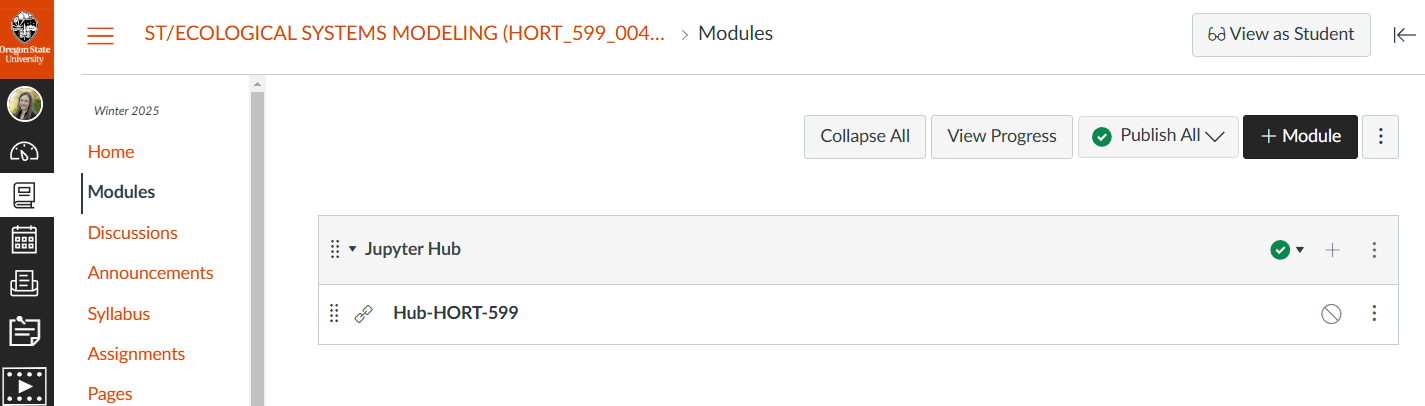 Oregon State
University
ST/ECOLOGICAL SYSTEMS MODELING (HORT_599_004... > Modules
View as Student
Winter 2025
Home
Modules
Discussions
Announcements
Syllabus
Assignments
Pages
Collapse All
View Progress
Publish All
+ Module
Jupyter Hub
Hub-HORT-599